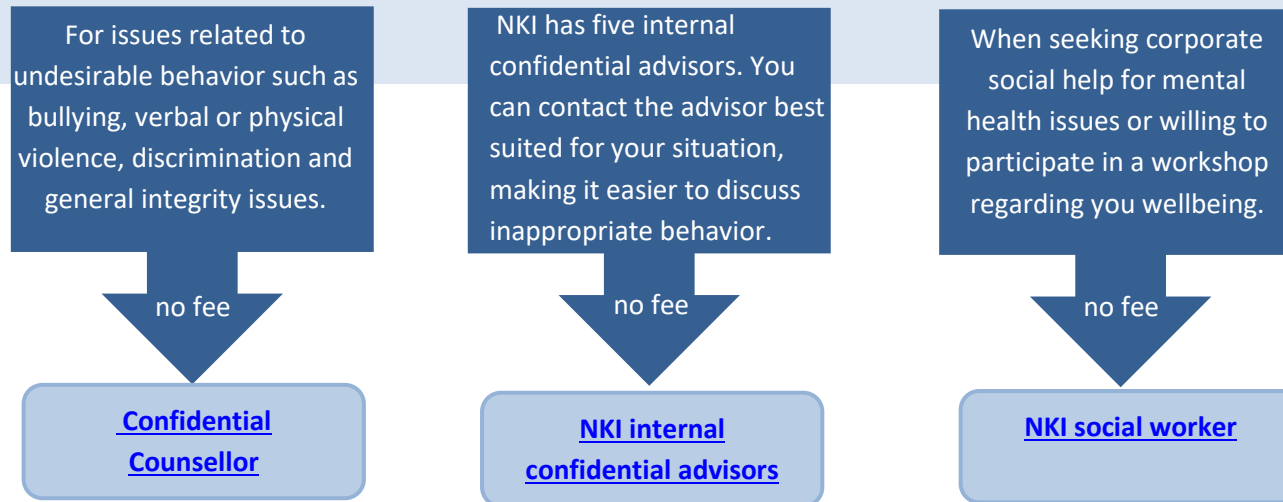 For issues related to
undesirable behavior such as
bullying, verbal or physical
violence, discrimination and
general integrity issues.
no fee
Confidential
Counsellor
NKI has five internal
confidential advisors. You
can contact the advisor best
suited for your situation,
making it easier to discuss
inappropriate behavior.
no fee
NKI internal
confidential advisors
When seeking corporate
social help for mental
health issues or willing to
participate in a workshop
regarding you wellbeing.
no fee
NKI social worker